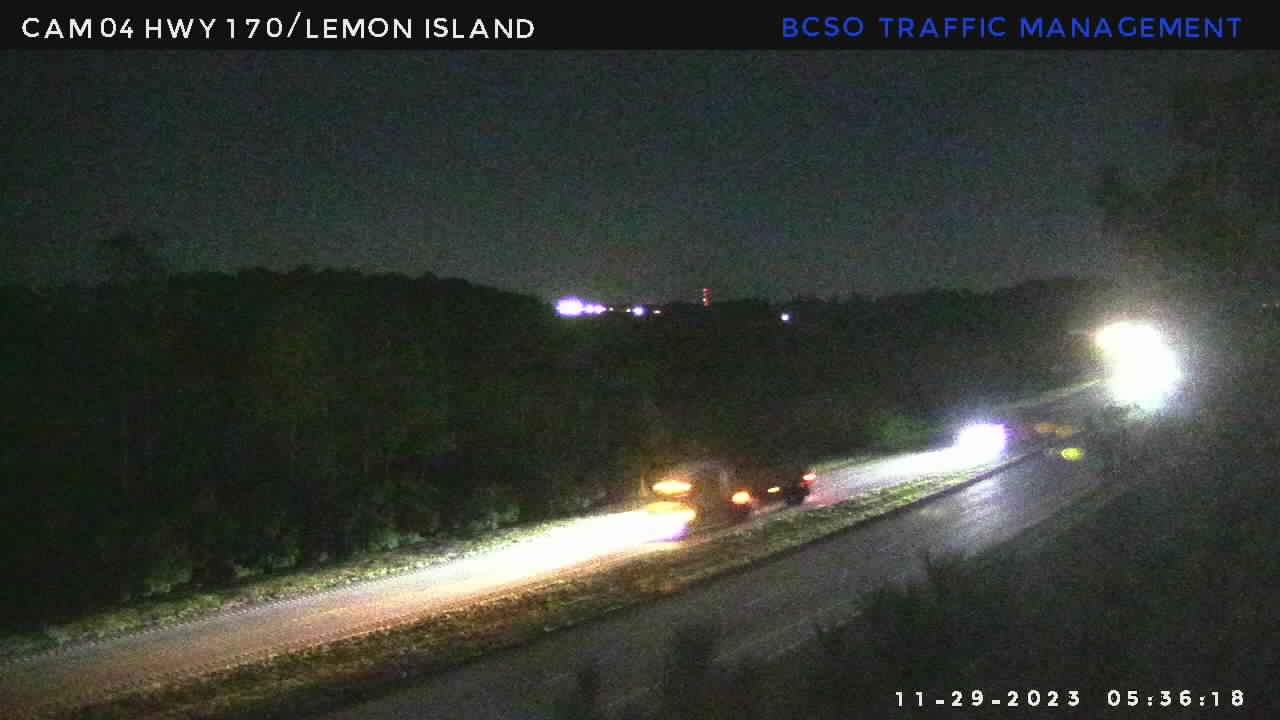 CAM04 HWY170/LEMON ISLAND
BCSO TRAFFIC MANAGEMENT
11-29-2023 05:36:18